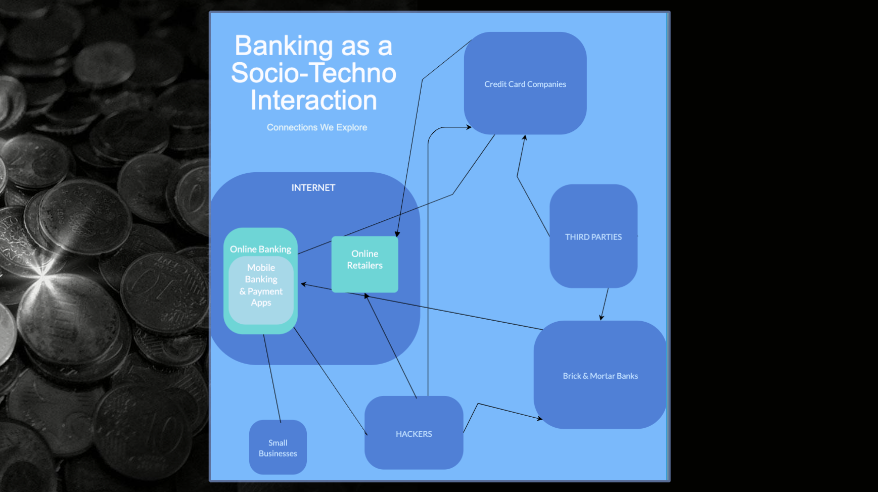 Banking as a
Socio-Techno
Interaction
Connections We Explore
Credit Card Companies
INTERNET
Online Banking
Mobile
Banking
& Payment
Apps
Online
Retailers
THIRD PARTIES
Brick & Mortar Banks
HACKERS
Small
Businesses